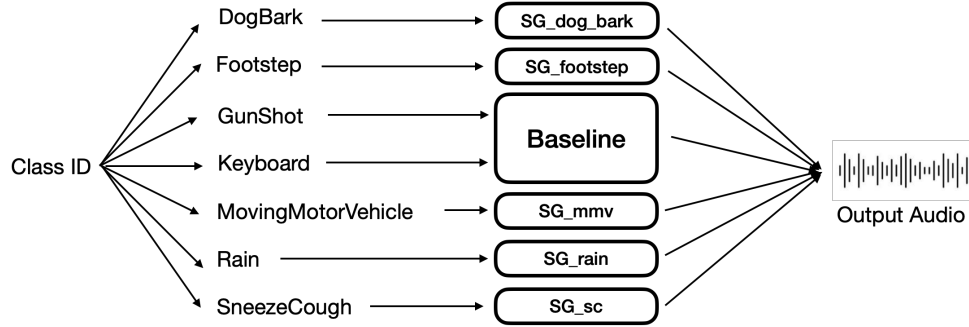 DogBark
SG_dog_bark
Footstep
SG_footstep
GunShot
Baseline
Keyboard
Class ID
MovingMotorVehicle
SG_mmv
Output Audio
Rain
SG_rain
SneezeCough
SG_sc